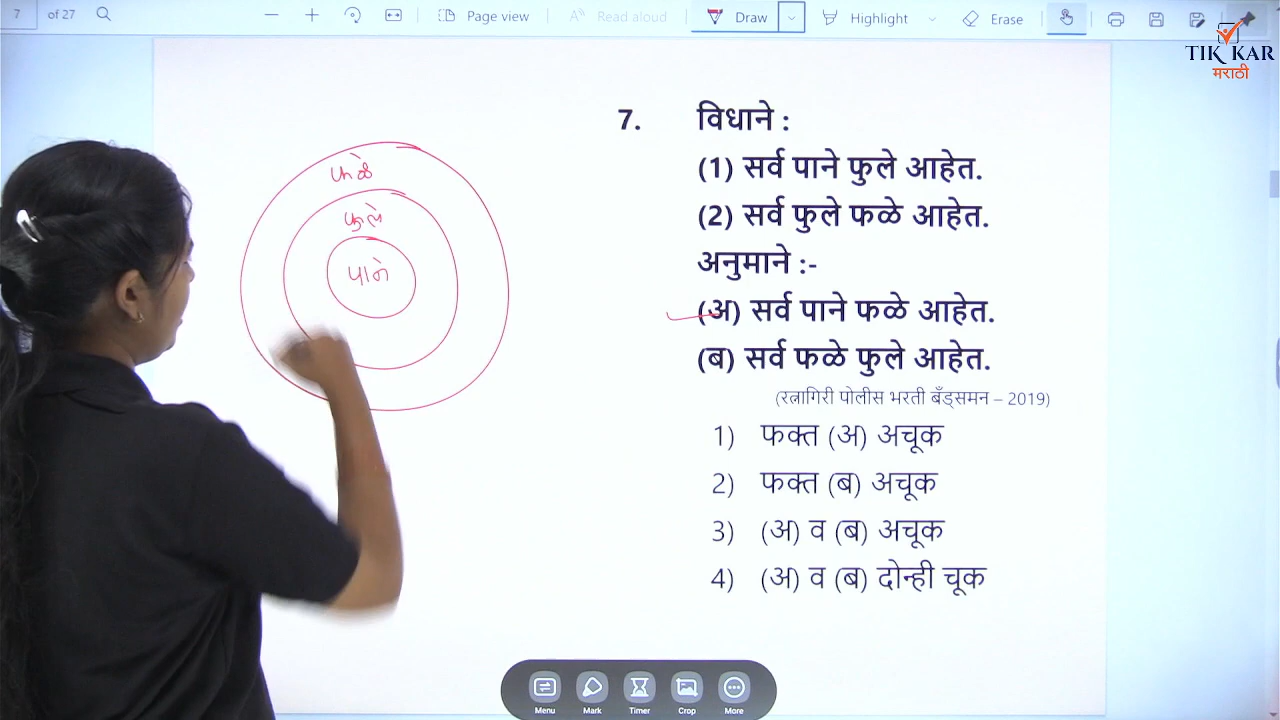 7 of 27 Page view Read aloud Draw Highlight Erase
TIK KAR
मराठी
7. विधाने :
(1) सर्व पाने फुले आहेत.
(2) सर्व फुले फळे आहेत.
अनुमाने :-
(अ) सर्व पाने फळे आहेत.
(ब) सर्व फळे फुले आहेत.
(रत्नागिरी पोलीस भरती बँड्समन – 2019)
1) फक्त (अ) अचूक
2) फक्त (ब) अचूक
3) (अ) व (ब) अचूक
4) (अ) व (ब) दोन्ही चूक
फळे
फुले
पाने
Menu Mark Timer Crop More